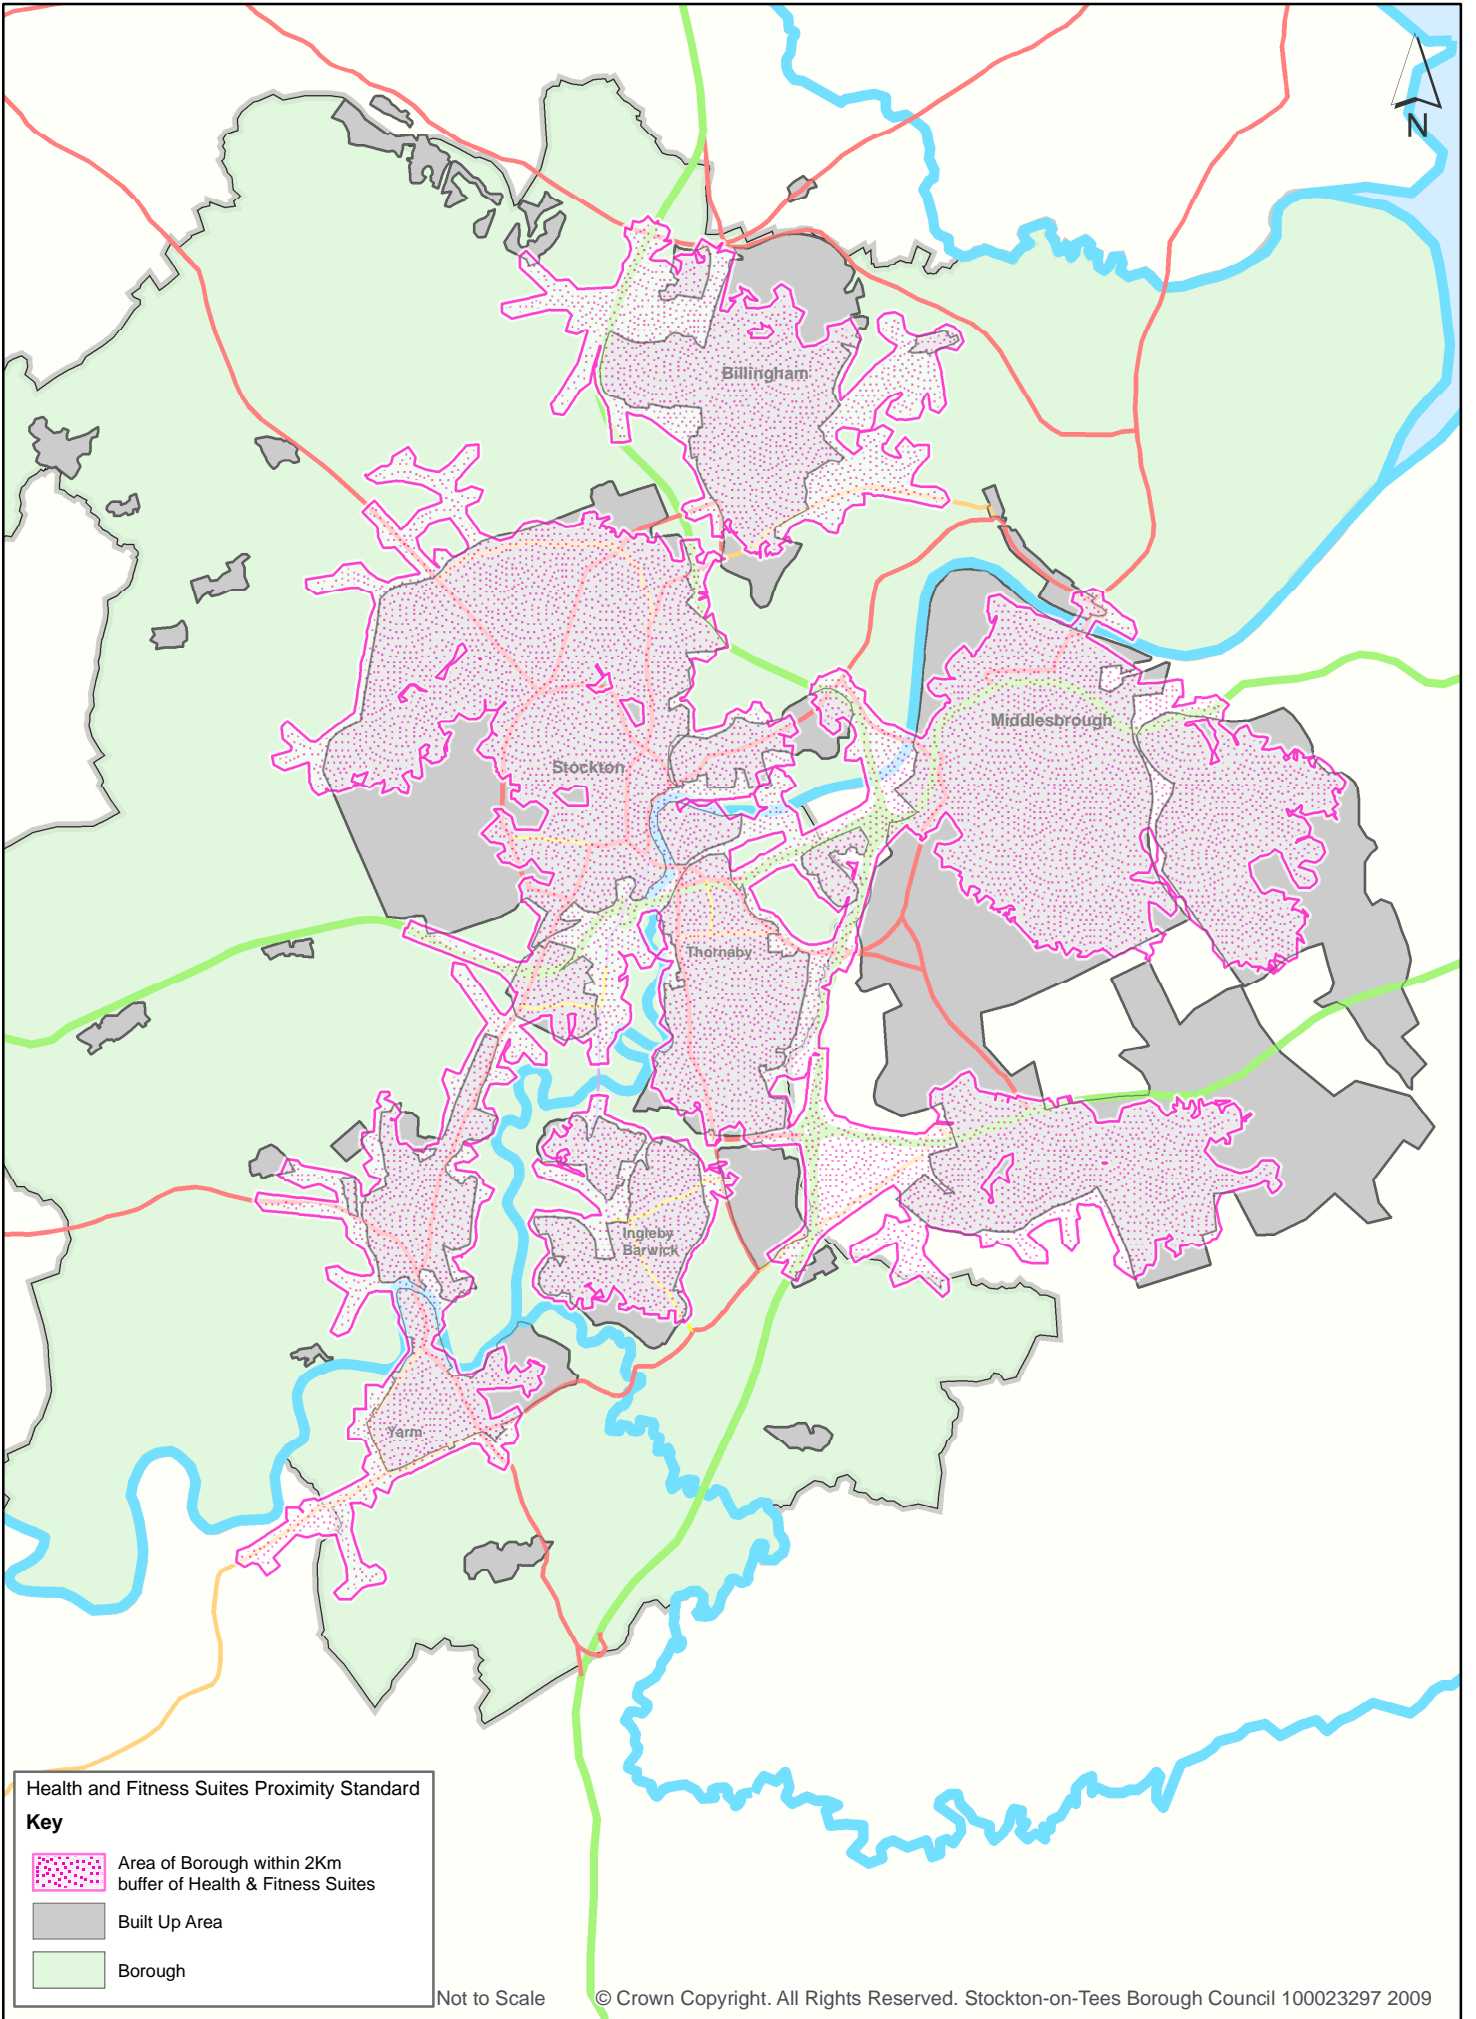 N
Billingham
Middlesbrough
Stockton
Thornaby
Ingleby
Barwick
Yarm
Health and Fitness Suites Proximity Standard
Key
Area of Borough within 2Km
buffer of Health & Fitness Suites
Built Up Area
Borough
Not to Scale
© Crown Copyright. All Rights Reserved. Stockton-on-Tees Borough Council 100023297 2009